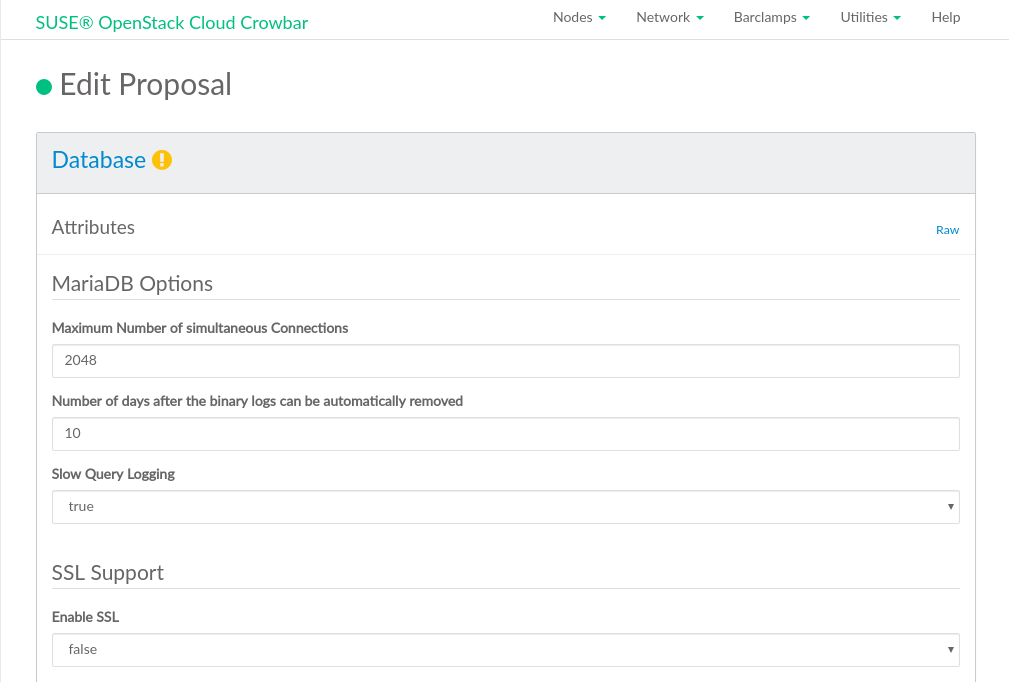 SUSE® OpenStack Cloud Crowbar
Nodes Network Barclamps Utilities Help
Edit Proposal
Database
Attributes
Raw
MariaDB Options
Maximum Number of simultaneous Connections
2048
Number of days after the binary logs can be automatically removed
10
Slow Query Logging
true
SSL Support
Enable SSL
false